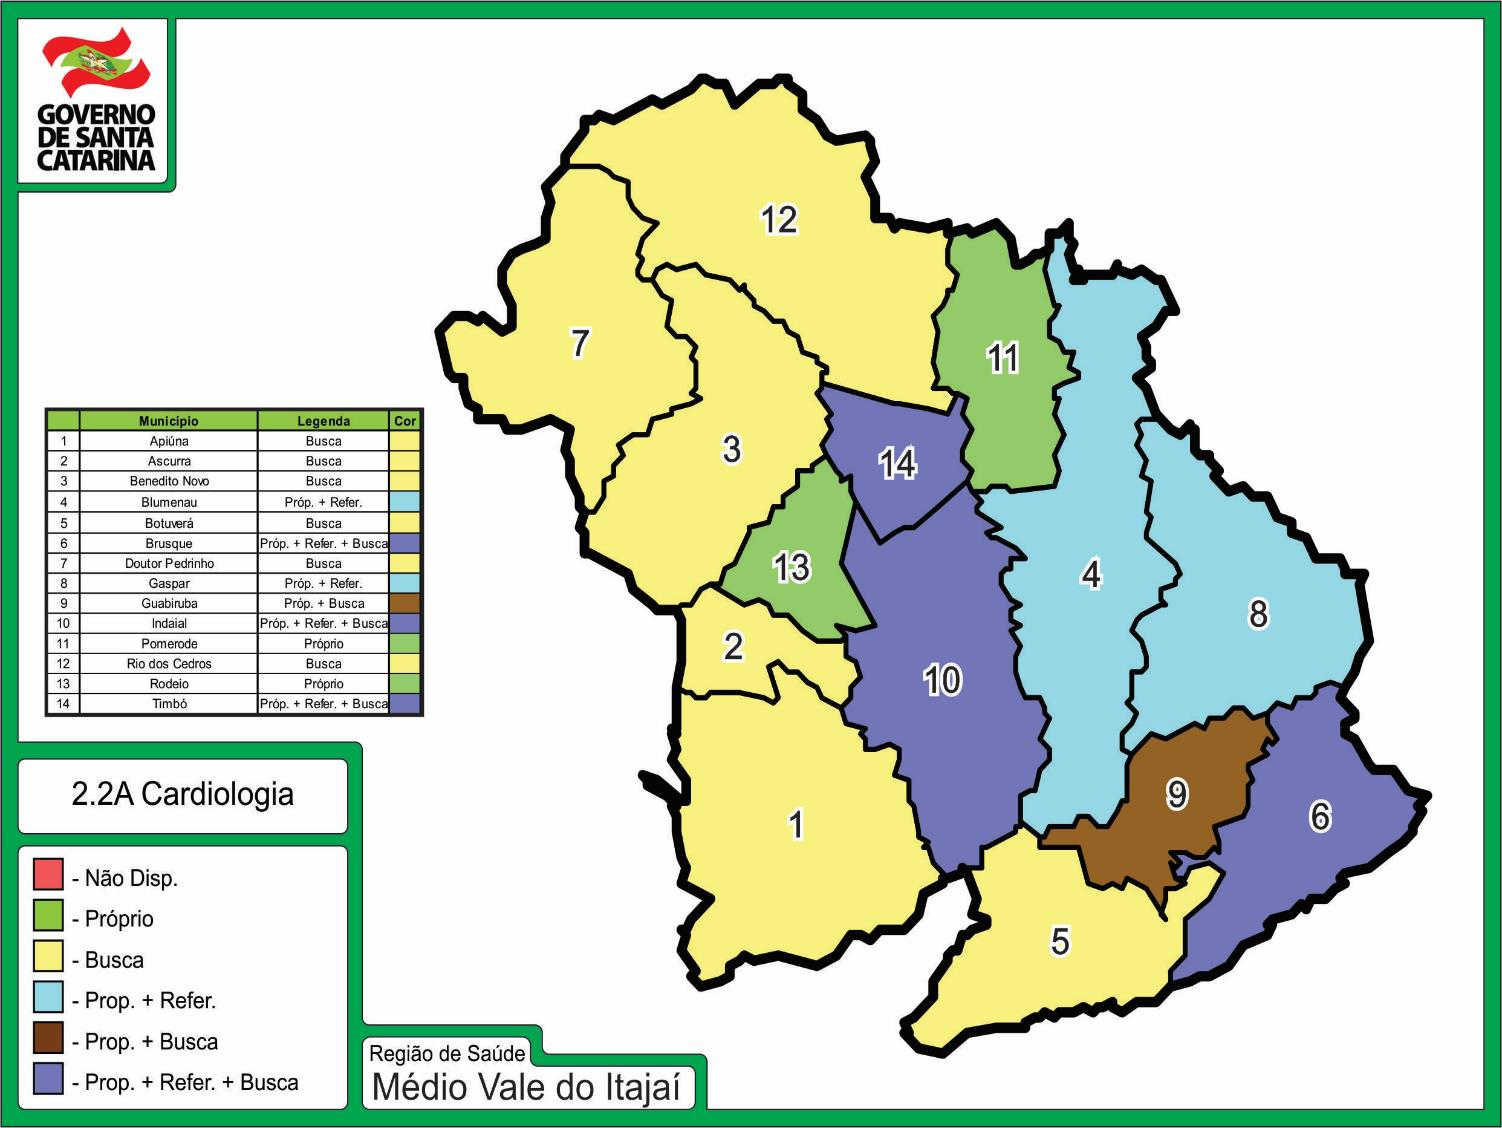 GOVERNO
DE SANTA
CATARINA
12
7
11
3
14
13
4
8
2
10
9
6
1
5
Município Legenda Cor
1 Apiúna Busca
2 Ascurra Busca
3 Benedito Novo Busca
4 Blumenau Próp. + Refer.
5 Botuverá Busca
6 Brusque Próp. + Refer. + Busca
7 Doutor Pedrinho Busca
8 Gaspar Próp. + Refer.
9 Guabiruba Próp. + Busca
10 Indaial Próp. + Refer. + Busca
11 Pomerode Próprio
12 Rio dos Cedros Busca
13 Rodeio Próprio
14 Timbó Próp. + Refer. + Busca
2.2A Cardiologia
- Não Disp.
- Próprio
- Busca
- Prop. + Refer.
- Prop. + Busca
- Prop. + Refer. + Busca
Região de Saúde
Médio Vale do Itajaí